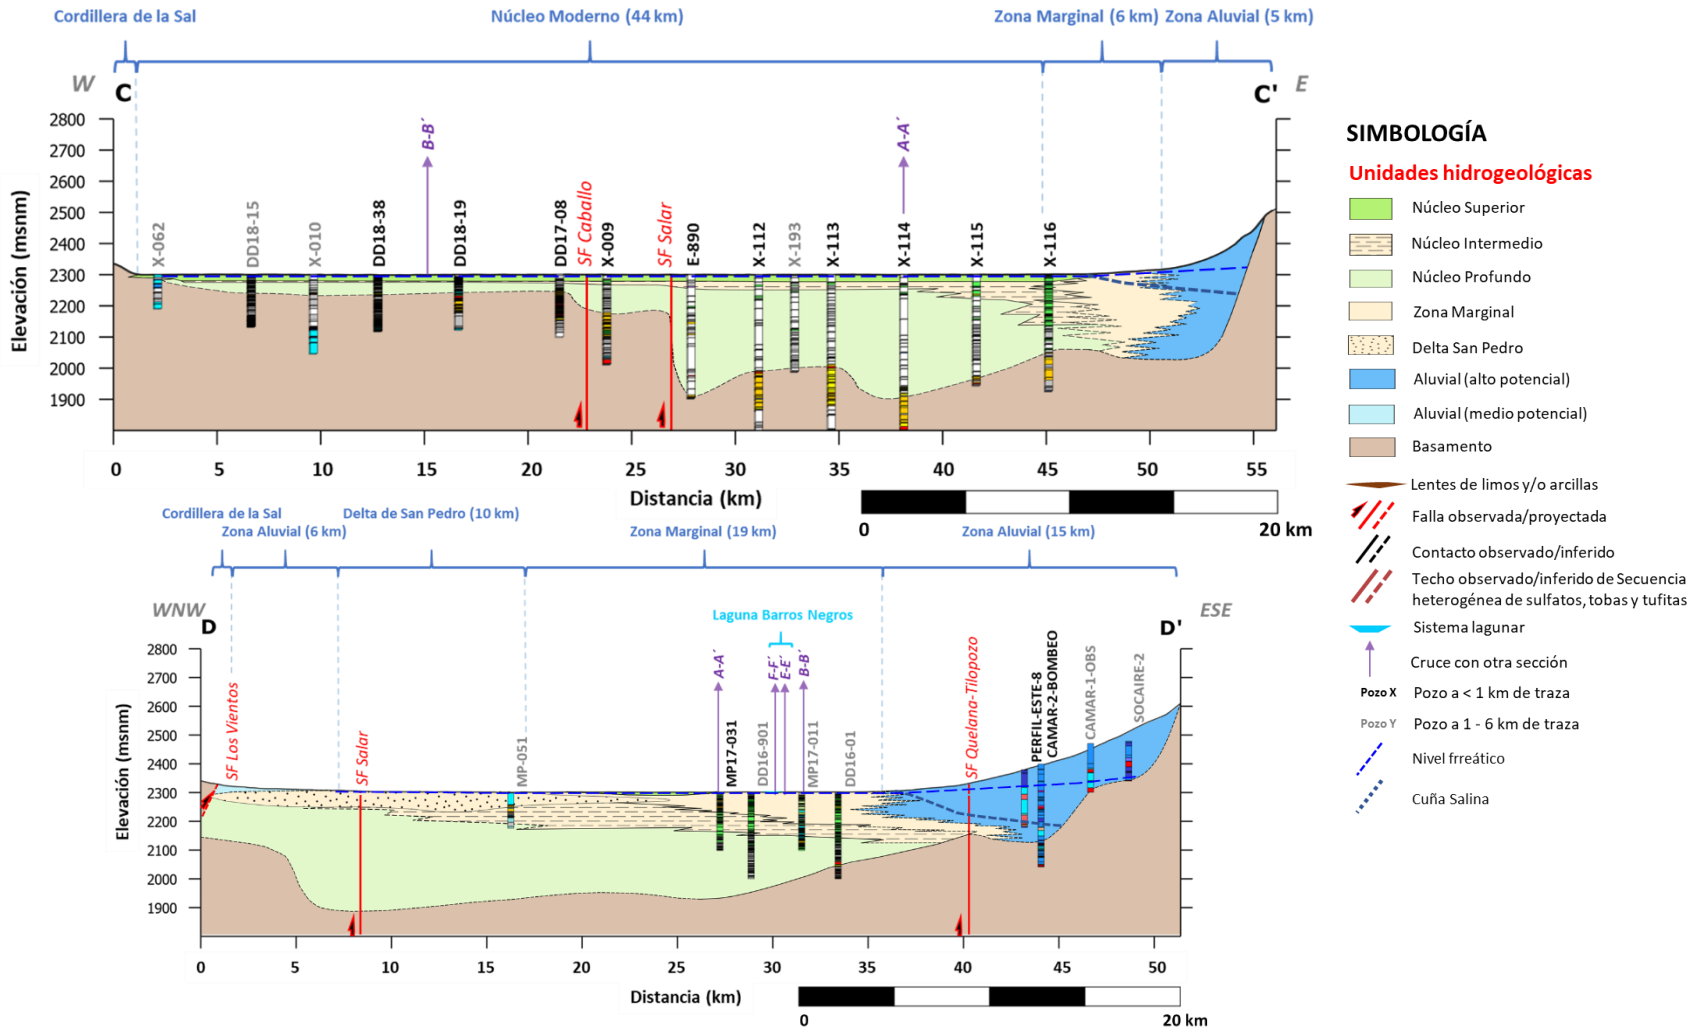 Cordillera de la Sal
Núcleo Moderno (44 km)
Zona Marginal (6 km)
Zona Aluvial (5 km)
W
C
C'
E
Elevación (msnm)
2800
2700
2600
2500
2400
2300
2200
2100
2000
1900
X-062
DD18-15
X-010
DD18-38
B-B´
DD18-19
DD17-08
SF Caballo
X-009
SF Salar
E-890
X-112
X-193
X-113
A-A´
X-114
X-115
X-116
0 5 10 15 20 25 30 35 40 45 50 55
Distancia (km)
0 20 km
Cordillera de la Sal
Zona Aluvial (6 km)
Delta de San Pedro (10 km)
Zona Marginal (19 km)
Zona Aluvial (15 km)
WNW
D
D'
ESE
Laguna Barros Negros
Elevación (msnm)
2800
2700
2600
2500
2400
2300
2200
2100
2000
1900
SF Los Vientos
SF Salar
MP-051
A-A´
MP17-031
DD16-901
F-F´
E-E´
B-B´
MP17-011
DD16-01
SF Quelana-Tilopozo
PERFIL-ESTE-8
CAMAR-2-BOMBEO
CAMAR-1-OBS
SOCAIRE-2
0 5 10 15 20 25 30 35 40 45 50
Distancia (km)
0 20 km
SIMBOLOGÍA
Unidades hidrogeológicas
Núcleo Superior
Núcleo Intermedio
Núcleo Profundo
Zona Marginal
Delta San Pedro
Aluvial (alto potencial)
Aluvial (medio potencial)
Basamento
Lentes de limos y/o arcillas
Falla observada/proyectada
Contacto observado/inferido
Techo observado/inferido de Secuencia
heterogénea de sulfatos, tobas y tufitas
Sistema lagunar
Cruce con otra sección
Pozo X Pozo a < 1 km de traza
Pozo Y Pozo a 1 - 6 km de traza
Nivel frreático
Cuña Salina